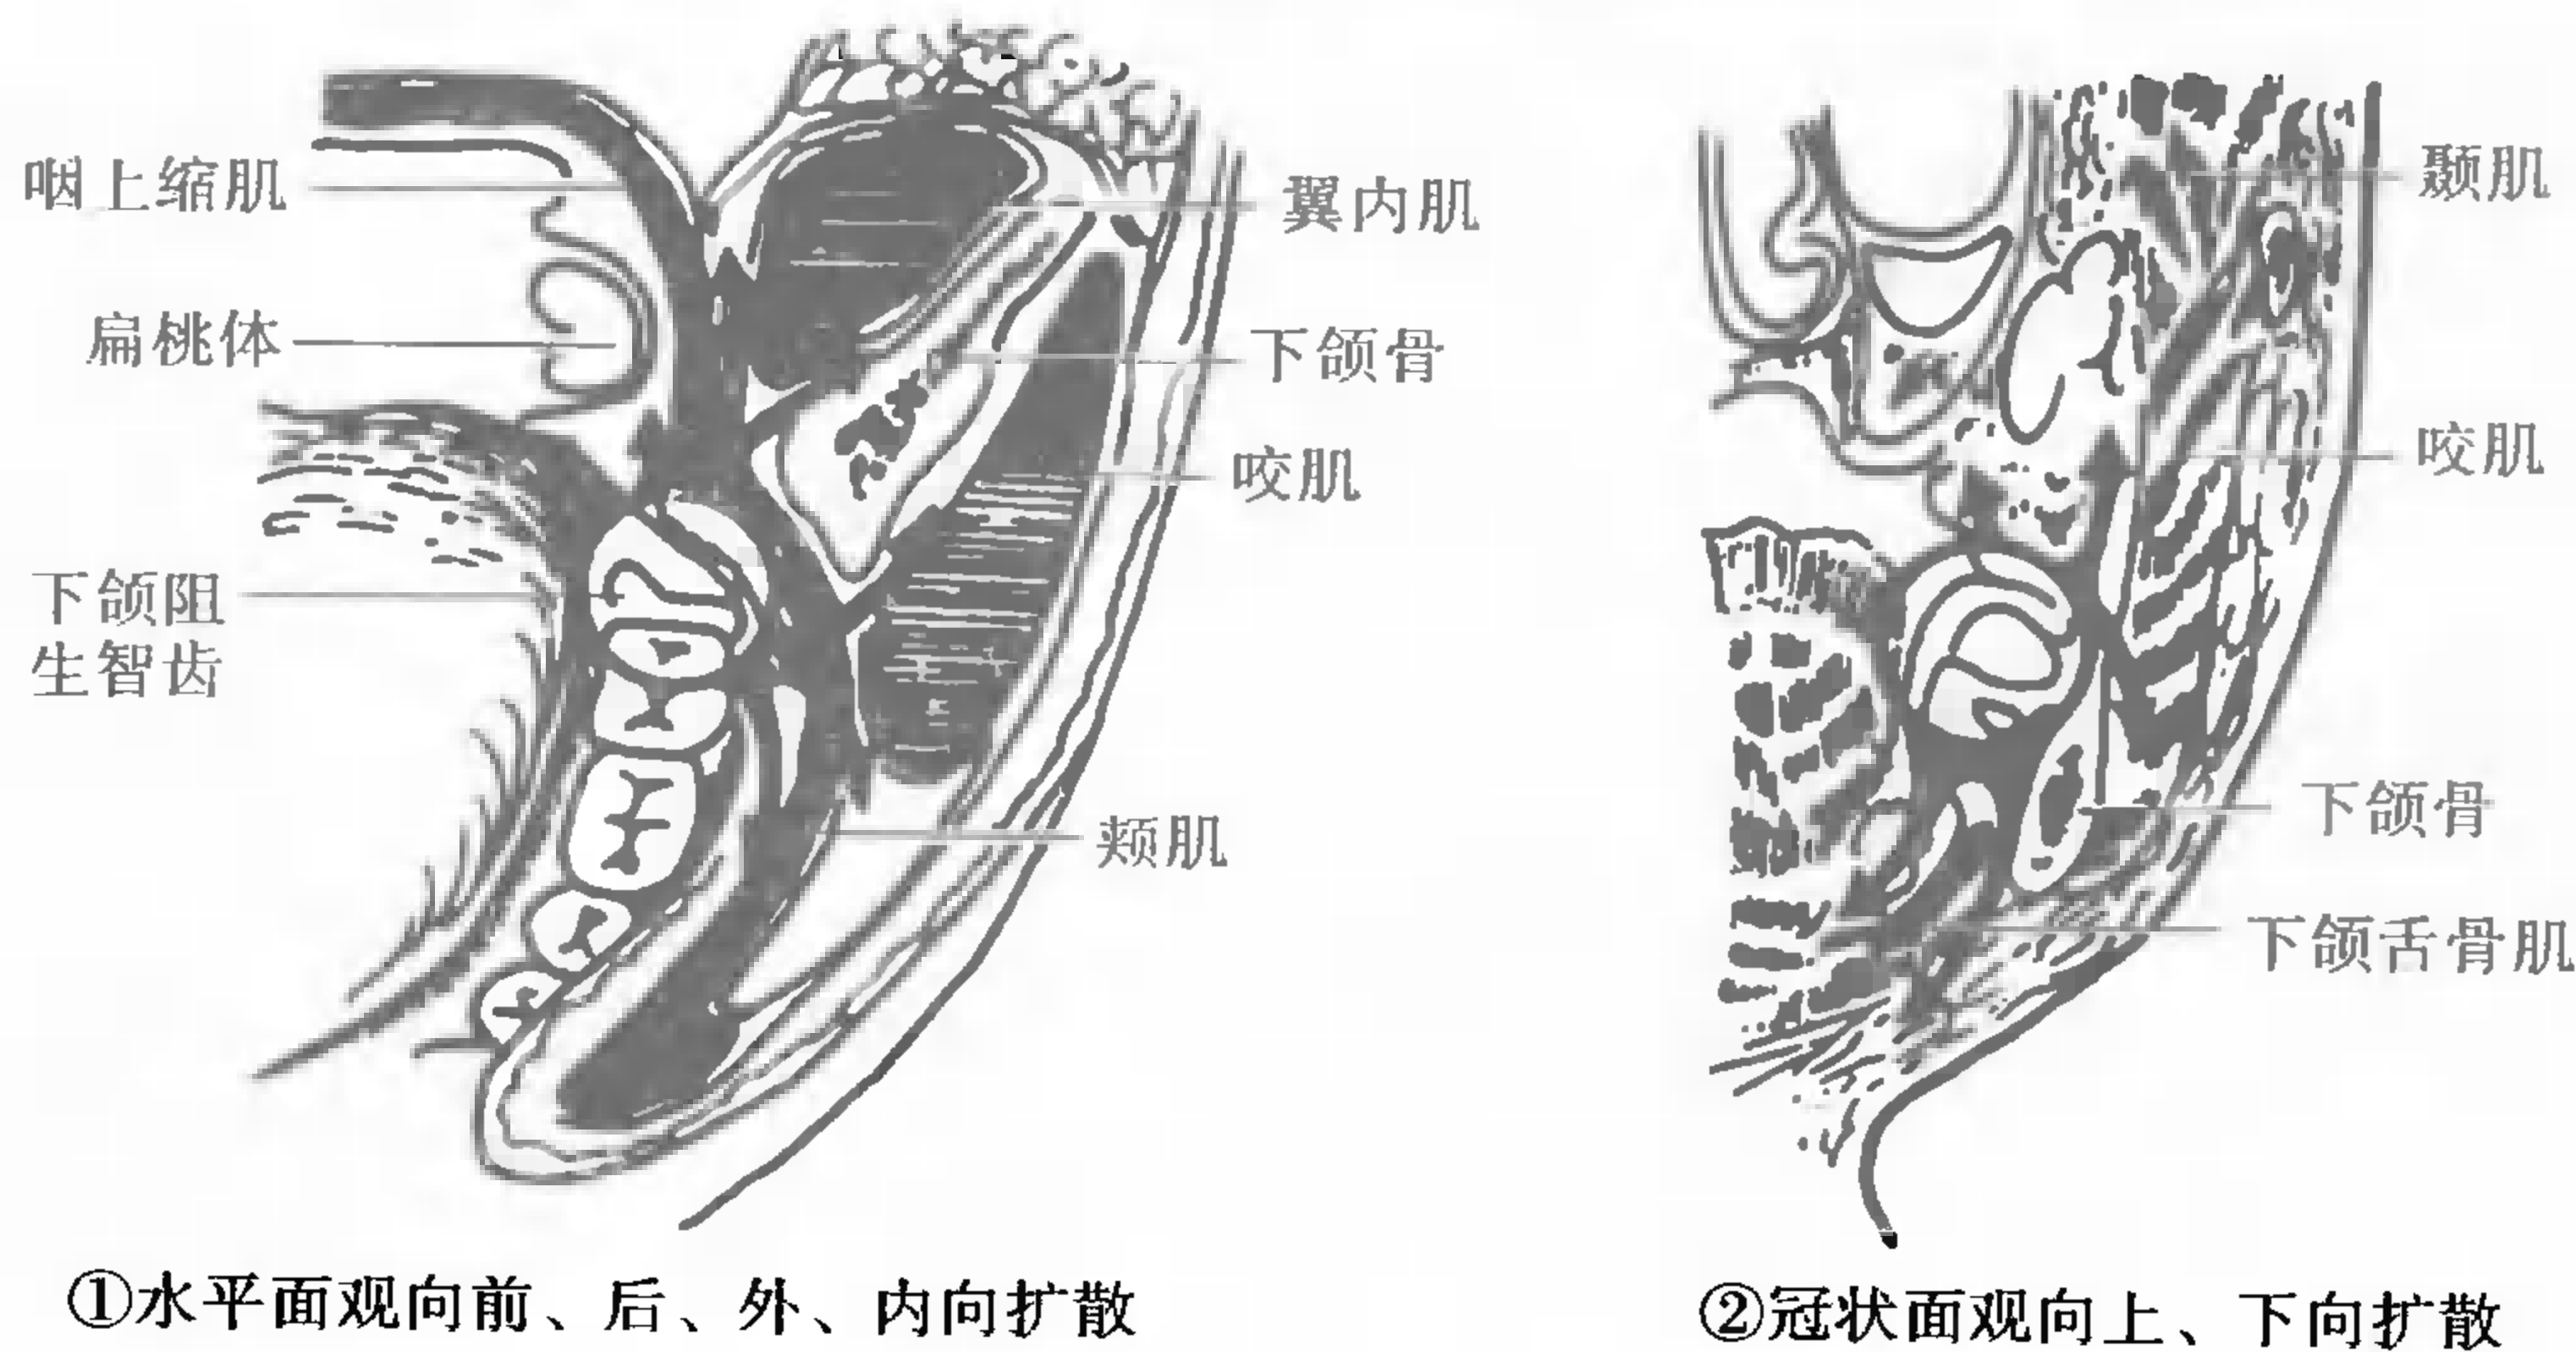 咽上缩肌
扁桃体
下颌阻
生智齿
翼内肌
下颌骨
咬肌
颊肌
①水平面观向前、后、外、内向扩散
颞肌
咬肌
下颌骨
下颌舌骨肌
②冠状面观向上、下向扩散